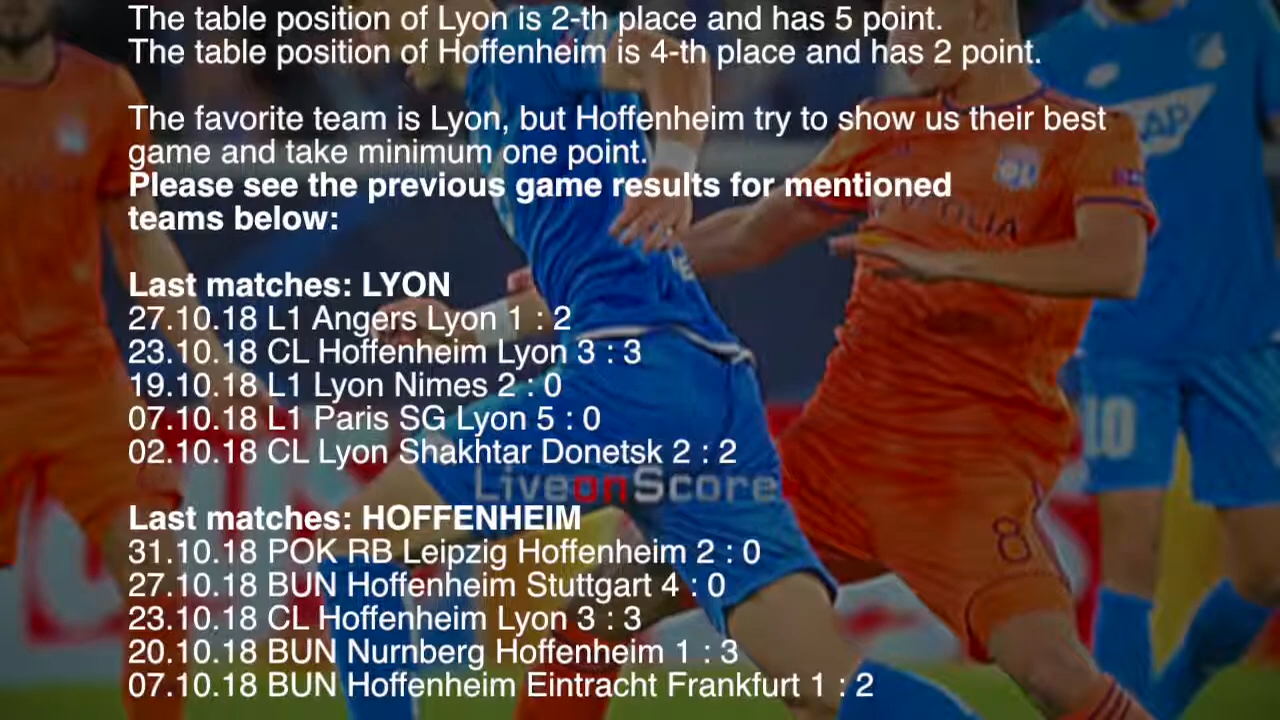 The table position of Lyon is 2-th place and has 5 point.
The table position of Hoffenheim is 4-th place and has 2 point.
The favorite team is Lyon, but Hoffenheim try to show us their best
game and take minimum one point.
Please see the previous game results for mentioned
teams below:
Last matches: LYON
27.10.18 L1 Angers Lyon 1 : 2
23.10.18 CL Hoffenheim Lyon 3 : 3
19.10.18 L1 Lyon Nimes 2 : 0
07.10.18 L1 Paris SG Lyon 5 : 0
02.10.18 CL Lyon Shakhtar Donetsk 2 : 2
LiveonScore
Last matches: HOFFENHEIM
31.10.18 POK RB Leipzig Hoffenheim 2 : 0
27.10.18 BUN Hoffenheim Stuttgart 4 : 0
23.10.18 CL Hoffenheim Lyon 3 : 3
20.10.18 BUN Nurnberg Hoffenheim 1 : 3
07.10.18 BUN Hoffenheim Eintracht Frankfurt 1 : 2
SAP
10
8